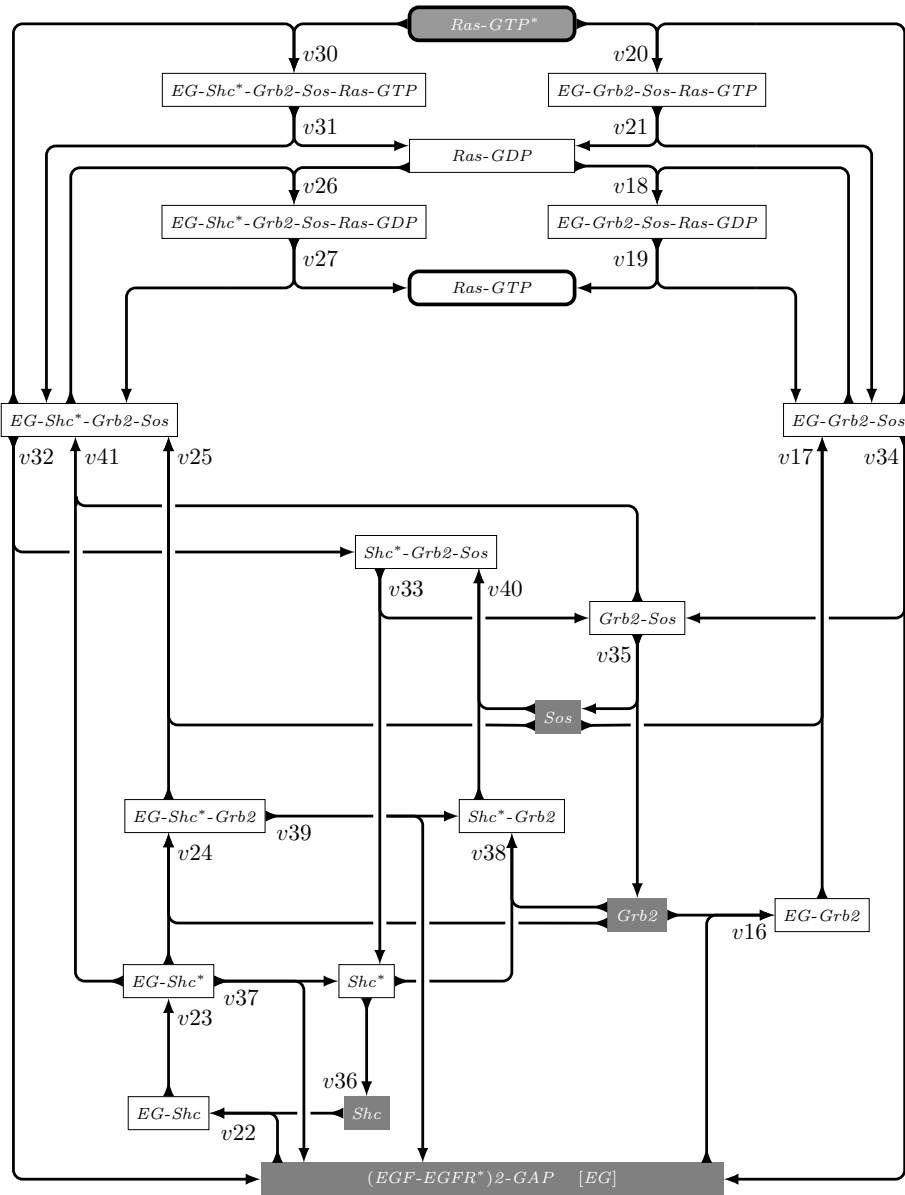 Ras-GTP*
v30 v20
EG-Shc*-Grb2-Sos-Ras-GTP EG-Grb2-Sos-Ras-GTP
v31 v21
Ras-GDP
v26 v18
EG-Shc*-Grb2-Sos-Ras-GDP EG-Grb2-Sos-Ras-GDP
v27 v19
Ras-GTP
EG-Shc*-Grb2-Sos EG-Grb2-Sos
v32 v41 v25 v17 v34
Shc*-Grb2-Sos
v33 v40
Grb2-Sos
v35
Sos
EG-Shc*-Grb2 Shc*-Grb2
v39
v24 v38
Grb2 EG-Grb2
v16
EG-Shc* Shc*
v37
v23
v36
EG-Shc Shc
v22
(EGF-EGFR*)2-GAP [EG]